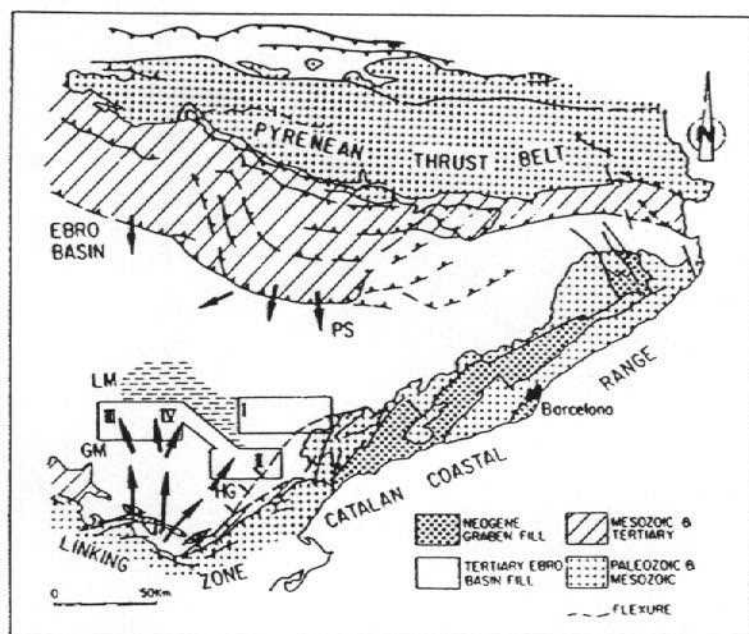 PYRENEAN THRUST BELT
N
EBRO
BASIN
PS
LM
III IV I
GM
II
HG
Barcelona
CATALAN COASTAL RANGE
LINKING ZONE
0 50Km
NEOGENE
GRABEN FILL
MESOZOIC &
TERTIARY
TERTIARY EBRO
BASIN FILL
PALEOZOIC &
MESOZOIC
FLEXURE